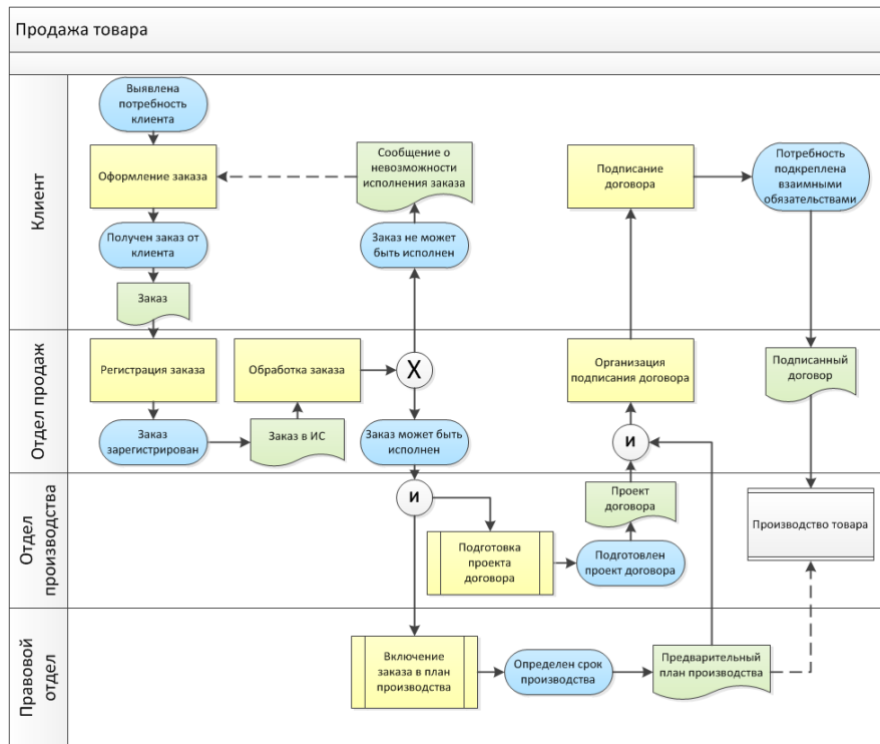 Продажа товара
Клиент
Выявлена
потребность
клиента
Оформление заказа
Получен заказ от
клиента
Заказ
Сообщение о
невозможности
исполнения заказа
Заказ не может
быть исполнен
Подписание
договора
Потребность
подкреплена
взаимными
обязательствами
Отдел продаж
Регистрация заказа
Обработка заказа
X
Заказ
зарегистрирован
Заказ в ИС
Заказ может быть
исполнен
Организация
подписания договора
и
Подписанный
договор
Отдел
производства
и
Подготовка
проекта
договора
Проект
договора
Подготовлен
проект договора
Производство товара
Правовой
отдел
Включение
заказа в план
производства
Определен срок
производства
Предварительный
план производства